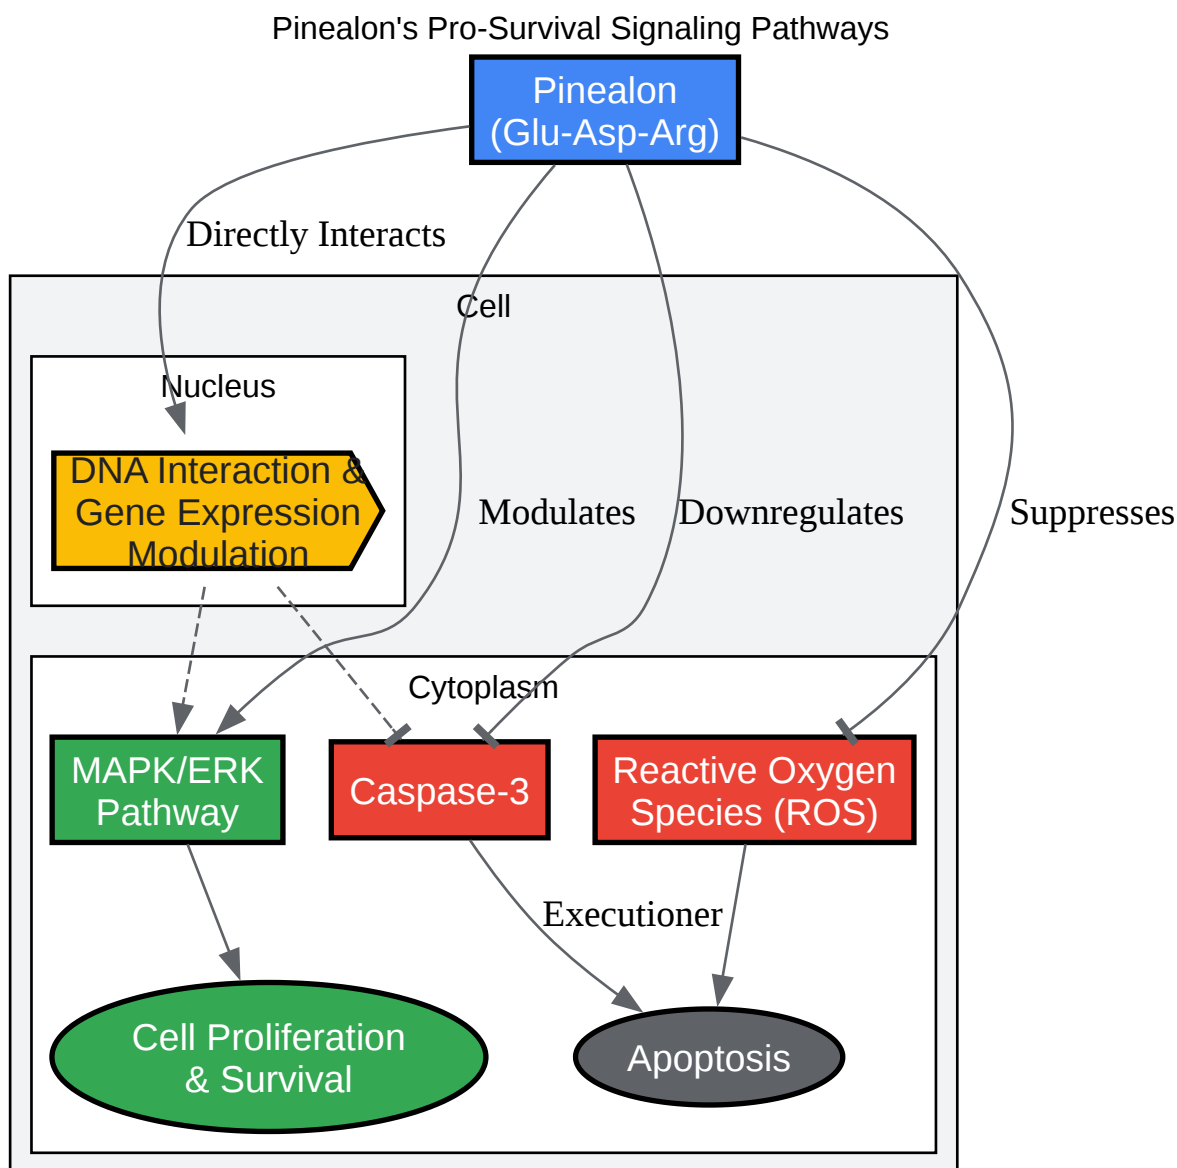 Pinealon's Pro-Survival Signaling Pathways
Pinealon
(Glu-Asp-Arg)
Directly Interacts
Cell
Nucleus
DNA Interaction &
Gene Expression
Modulation
Modulates
Downregulates
Suppresses
Cytoplasm
MAPK/ERK
Pathway
Caspase-3
Reactive Oxygen
Species (ROS)
Executioner
Cell Proliferation
& Survival
Apoptosis